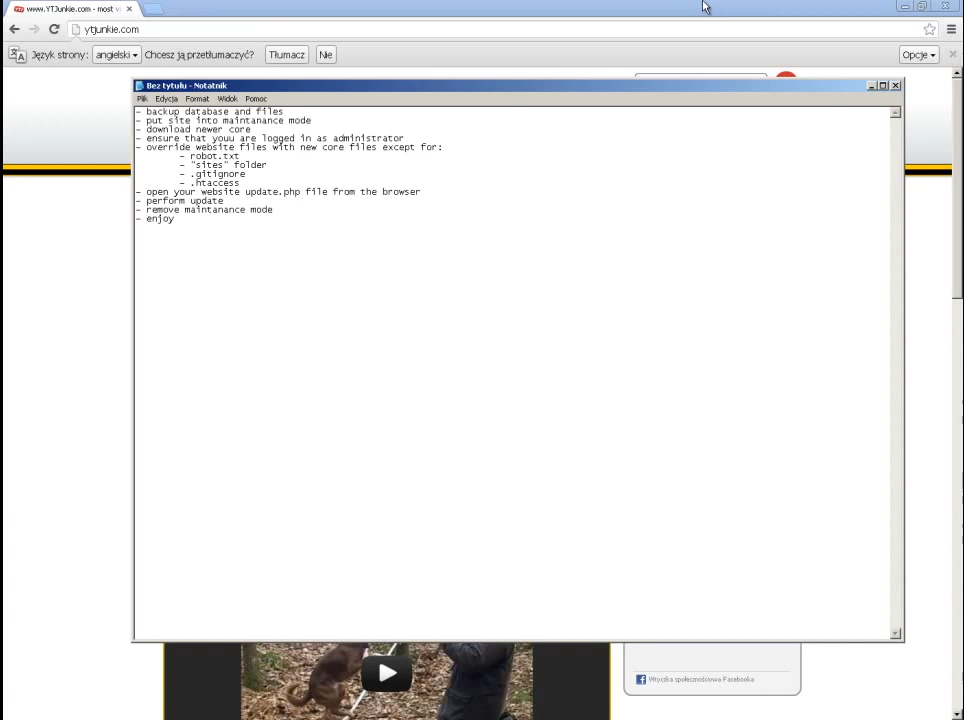 www.YTJunkie.com - most vi
ytjunkie.com
Język strony: angielski Chcesz ją przetłumaczyć? Tłumacz Nie Opcje
Bez tytułu - Notatnik
Plik Edycja Format Widok Pomoc
- backup database and files
- put site into maintanance mode
- download newer core
- ensure that youu are logged in as administrator
- override website files with new core files except for:
- robot.txt
- "sites" folder
- .gitignore
- .htaccess
- open your website update.php file from the browser
- perform update
- remove maintanance mode
- enjoy
Wtyczka społecznościowa Facebooka